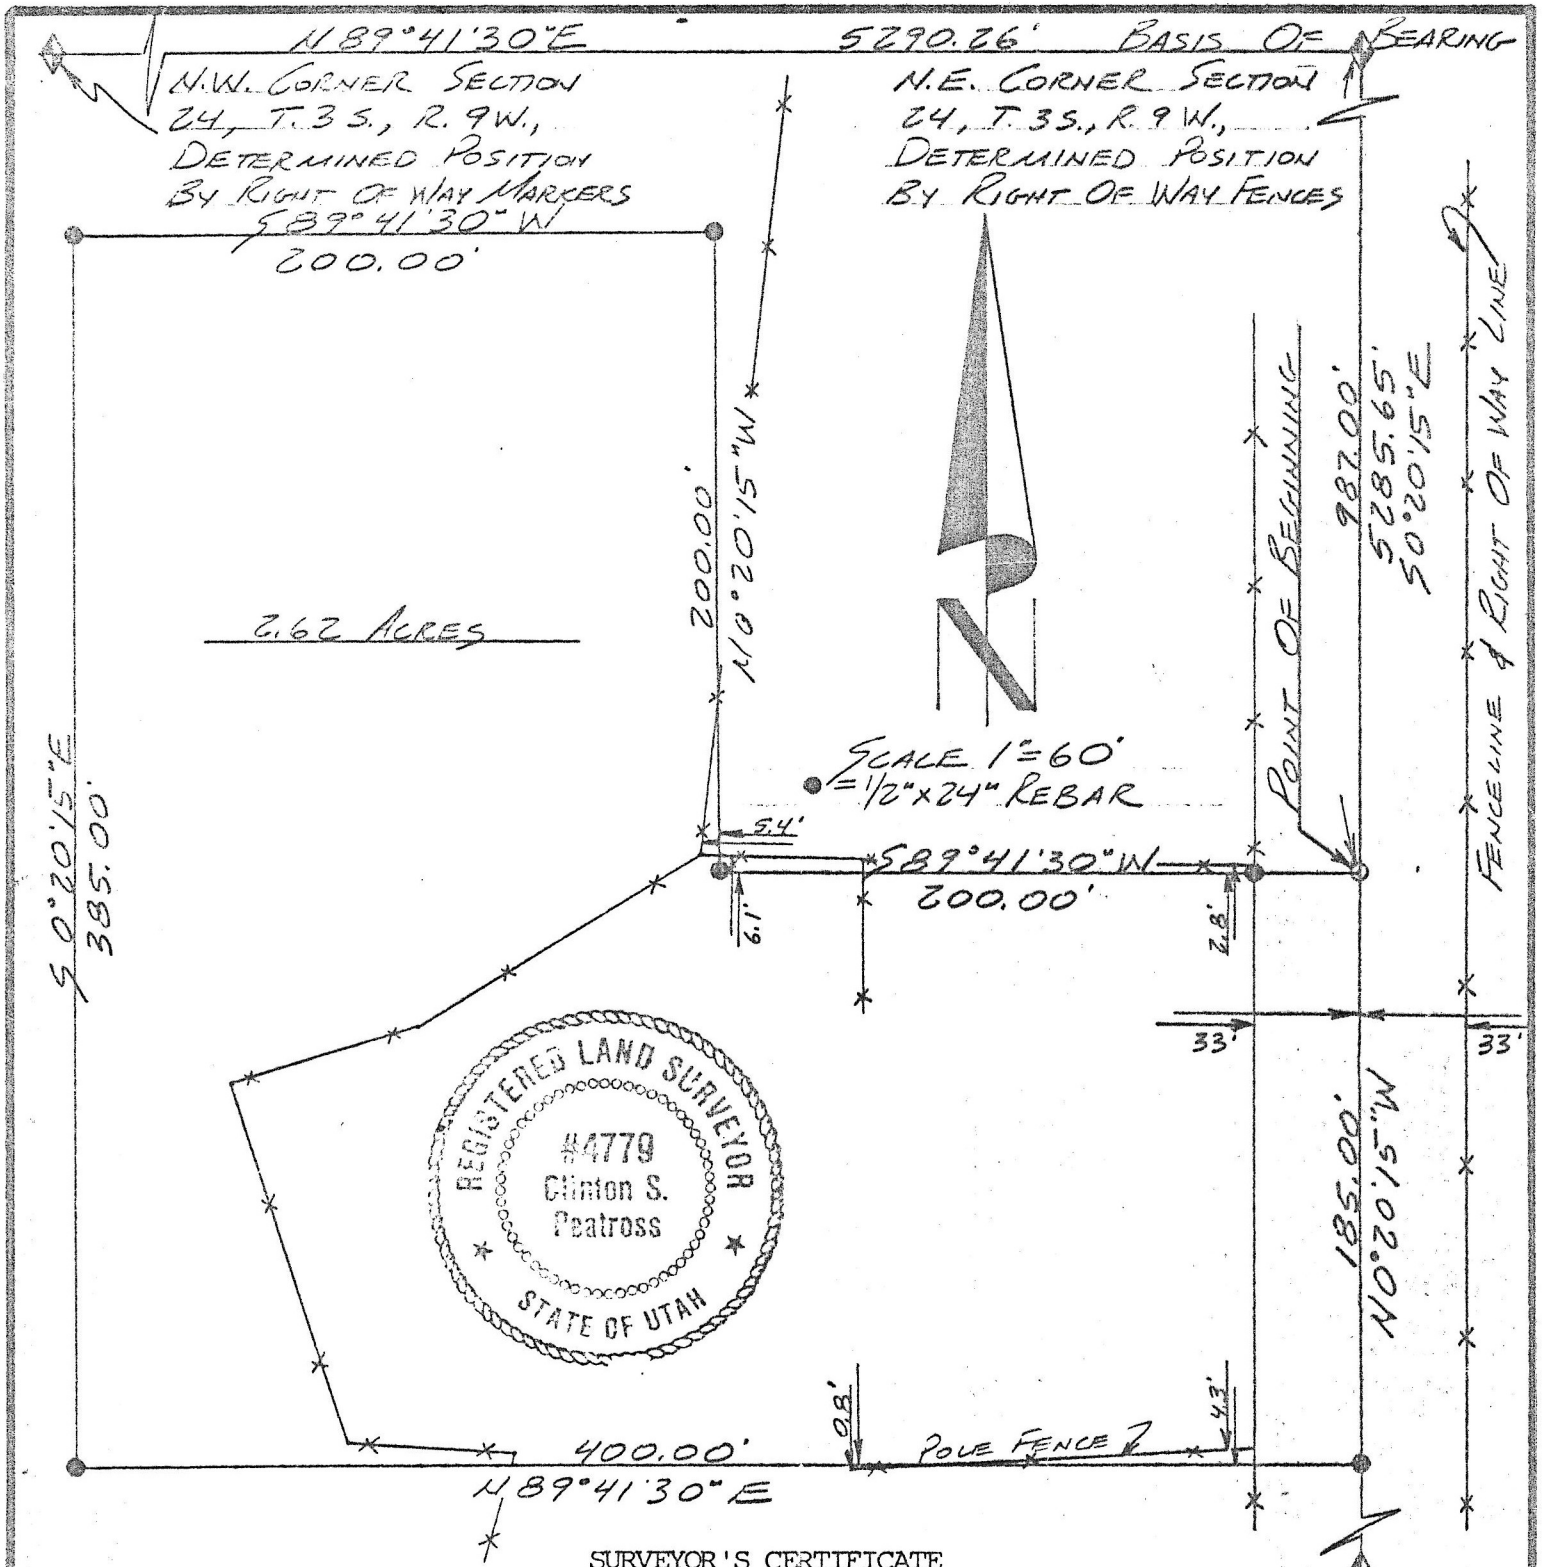 N 89°41'30"E 5290.26' BASIS OF BEARING
N.W. CORNER SECTION
24, T. 3 S., R. 9 W.,
DETERMINED POSITION
BY RIGHT OF WAY MARKERS
N.E. CORNER SECTION
24, T. 3 S., R. 9 W.,
DETERMINED POSITION
BY RIGHT OF WAY FENCES
S 89°41'30" W
200.00'
200.00'
N 0°20'15" W
2.62 ACRES
S 0°20'15"E
385.00'
N
SCALE 1"=60'
= 1/2" x 24" REBAR
POINT OF BEGINNING
987.00'
5285.65'
S 0°20'15"E
FENCELINE & RIGHT OF WAY LINE
5.4'
S 89°41'30" W
200.00'
6.1'
2.8'
33'
33'
185.00'
N 0°20'15" W
REGISTERED LAND SURVEYOR
#4779
Clinton S.
Peatross
STATE OF UTAH
0.8'
4.3'
POLE FENCE
400.00'
N 89°41'30" E
SURVEYOR'S CERTIFICATE